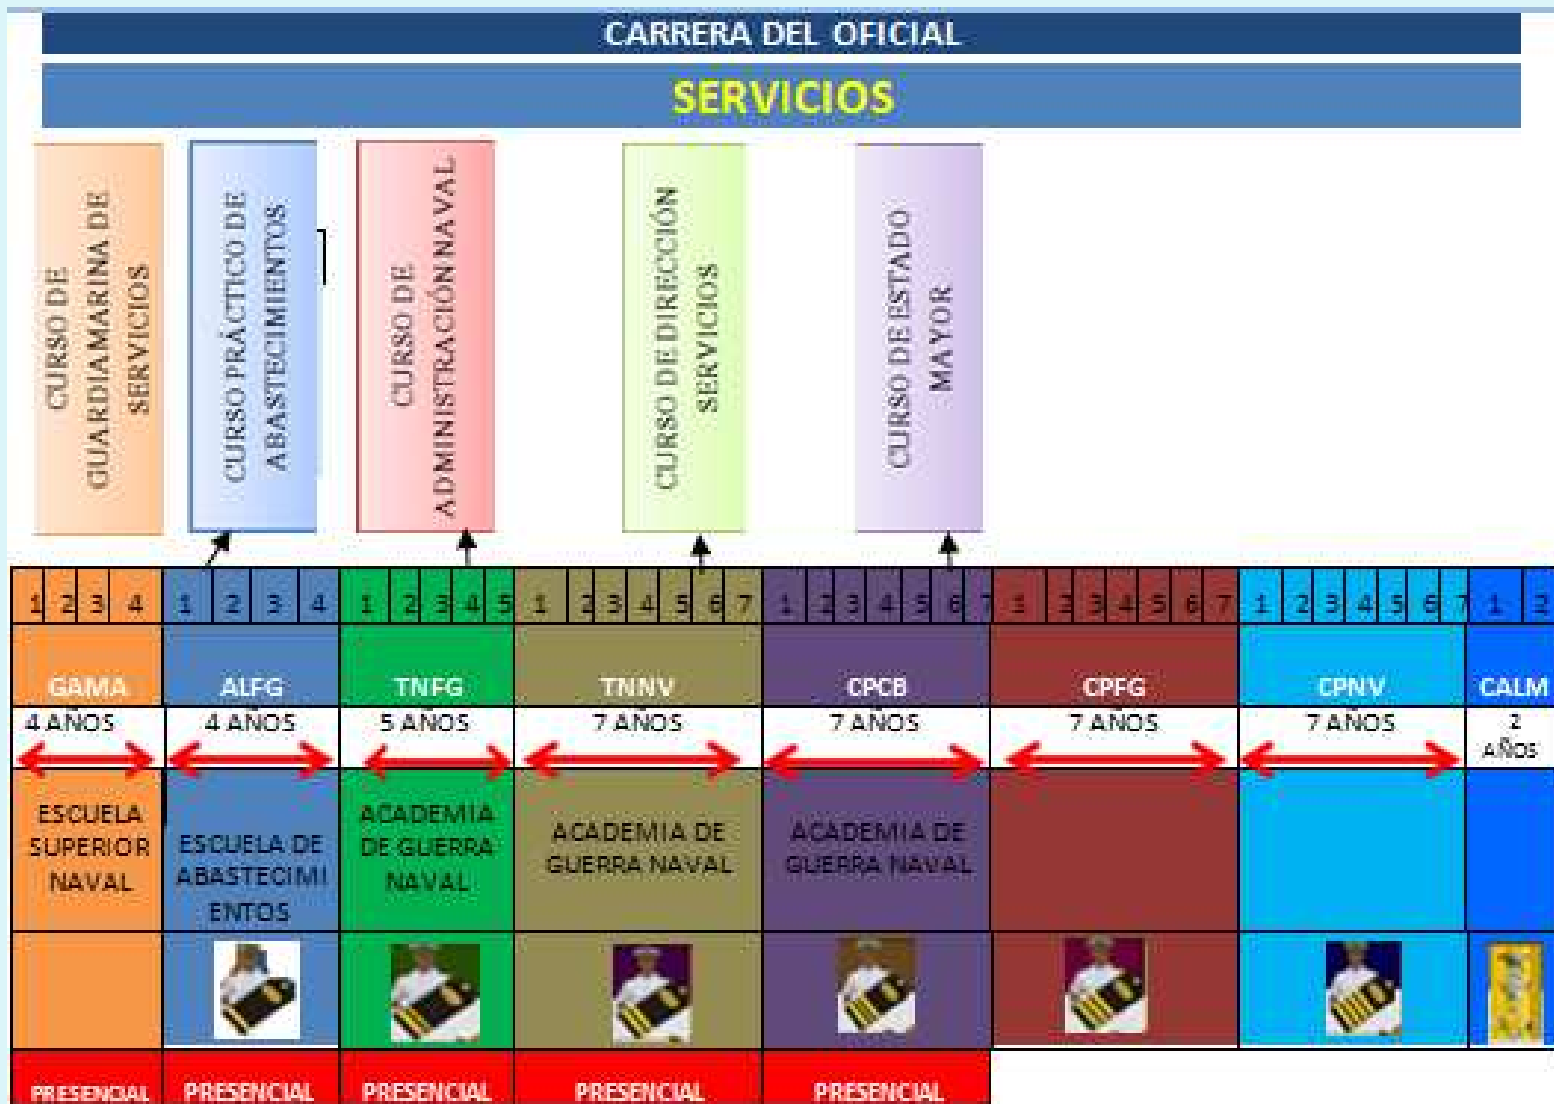 CARRERA DEL OFICIAL
SERVICIOS
CURSO DE
GUARDIAMARINA DE
SERVICIOS
CURSO PRÁCTICO DE
ABASTECIMIENTOS
CURSO DE
ADMINISTRACIÓN NAVAL
CURSO DE DIRECCIÓN
SERVICIOS
CURSO DE ESTADO
MAYOR
1 2 3 4 1 2 3 4 1 2 3 4 5 1 2 3 4 5 6 7 1 2 3 4 5 6 7 1 2 3 4 5 6 7 1 2 3 4 5 6 7 1 2
GAMA ALFG TNFG TNNV CPCB CPFG CPNV CALM
4 AÑOS 4 AÑOS 5 AÑOS 7 AÑOS 7 AÑOS 7 AÑOS 7 AÑOS 2
AÑOS
ESCUELA
SUPERIOR
NAVAL
ESCUELA DE
ABASTECIMI
ENTOS
ACADEMIA
DE GUERRA
NAVAL
ACADEMIA DE
GUERRA NAVAL
ACADEMIA DE
GUERRA NAVAL
PRESENCIAL PRESENCIAL PRESENCIAL PRESENCIAL PRESENCIAL